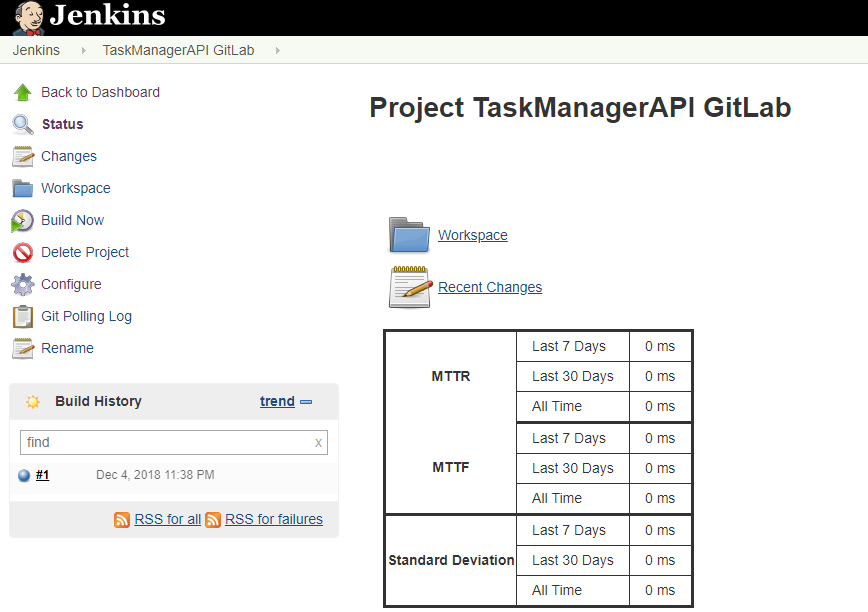 Jenkins
Jenkins TaskManagerAPI GitLab
Back to Dashboard
Status
Changes
Workspace
Build Now
Delete Project
Configure
Git Polling Log
Rename
Build History trend
find x
#1 Dec 4, 2018 11:38 PM
RSS for all RSS for failures
Project TaskManagerAPI GitLab
Workspace
Recent Changes
MTTR
Last 7 Days 0 ms
Last 30 Days 0 ms
All Time 0 ms
MTTF
Last 7 Days 0 ms
Last 30 Days 0 ms
All Time 0 ms
Standard Deviation
Last 7 Days 0 ms
Last 30 Days 0 ms
All Time 0 ms